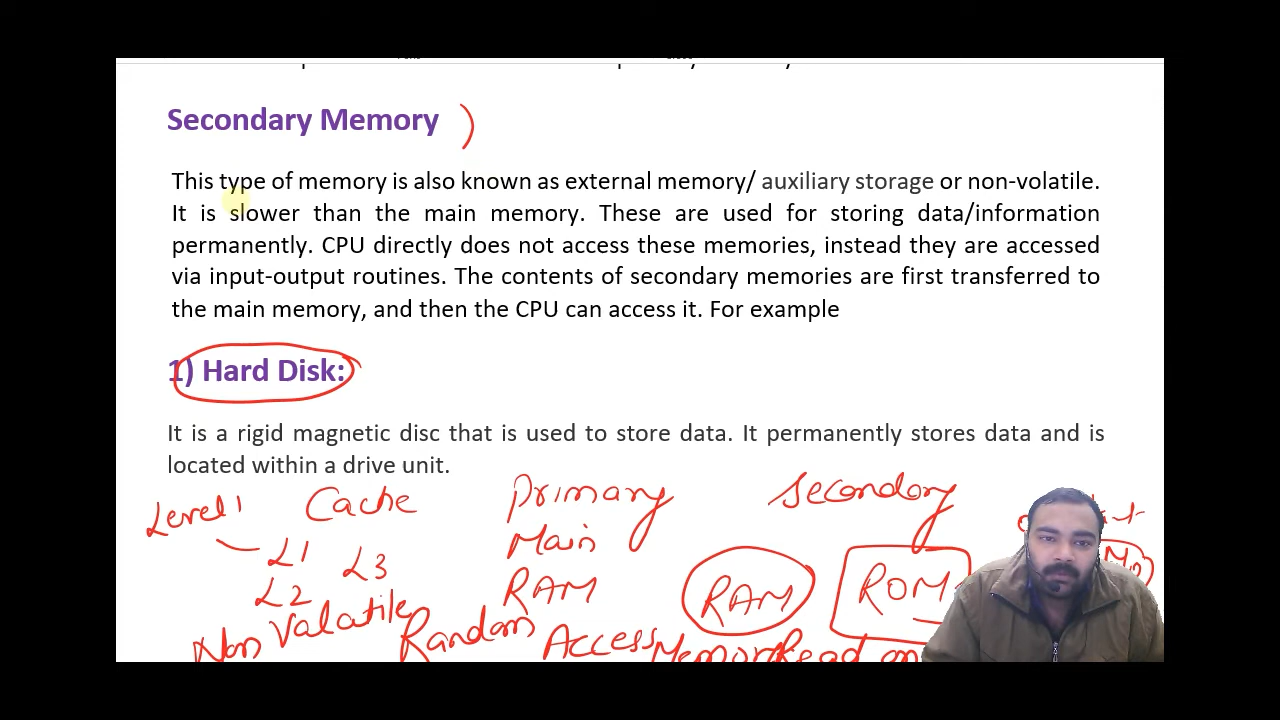 Secondary Memory )
This type of memory is also known as external memory/ auxiliary storage or non-volatile.
It is slower than the main memory. These are used for storing data/information
permanently. CPU directly does not access these memories, instead they are accessed
via input-output routines. The contents of secondary memories are first transferred to
the main memory, and then the CPU can access it. For example
1) Hard Disk:
It is a rigid magnetic disc that is used to store data. It permanently stores data and is
located within a drive unit.
Level 1 Cache Primary Secondary
L1 L3 Main
L2 RAM RAM ROM
Non Valatile Random Access Memory Read on